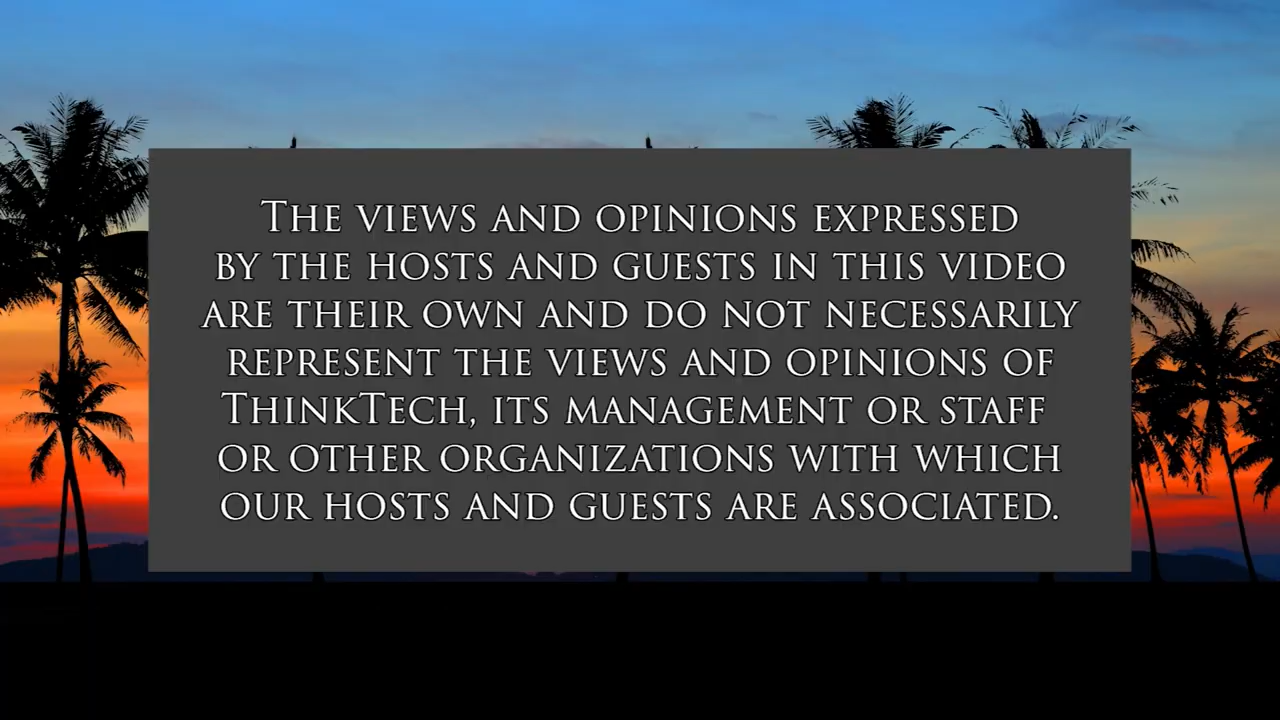 The views and opinions expressed
by the hosts and guests in this video
are their own and do not necessarily
represent the views and opinions of
ThinkTech, its management or staff
or other organizations with which
our hosts and guests are associated.